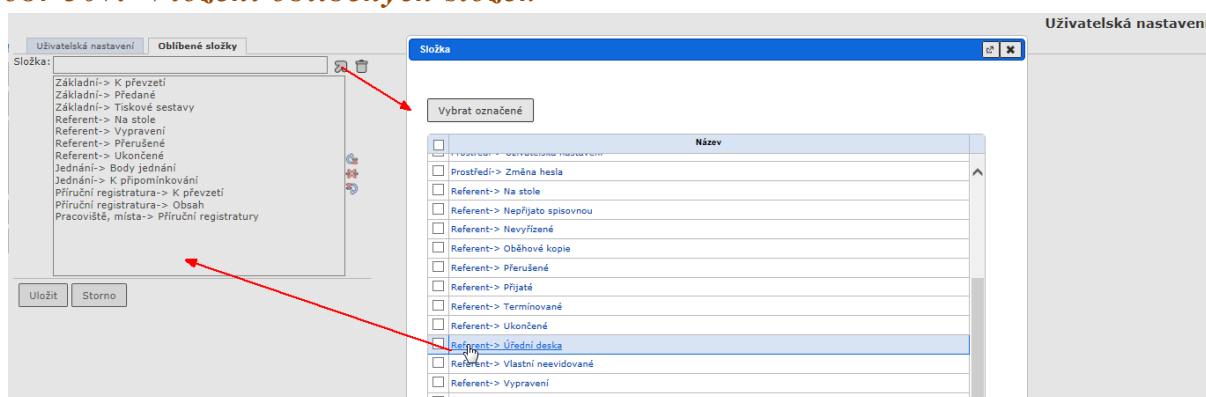 Uživatelská nastavení
Uživatelská nastavení
Oblíbené složky
Složka:
Základní-> K převzetí
Základní-> Předané
Základní-> Tiskové sestavy
Referent-> Na stole
Referent-> Vypravení
Referent-> Přerušené
Referent-> Ukončené
Jednání-> Body jednání
Jednání-> K připomínkování
Příruční registratura-> K převzetí
Příruční registratura-> Obsah
Pracoviště, místa-> Příruční registratury
Uložit
Storno
Složka
Vybrat označené
Název
Prostředí-> Změna hesla
Referent-> Na stole
Referent-> Nepřijato spisovnou
Referent-> Nevyřízené
Referent-> Oběhové kopie
Referent-> Přerušené
Referent-> Přijaté
Referent-> Termínované
Referent-> Ukončené
Referent-> Úřední deska
Referent-> Vlastní neevidované
Referent-> Vypravení